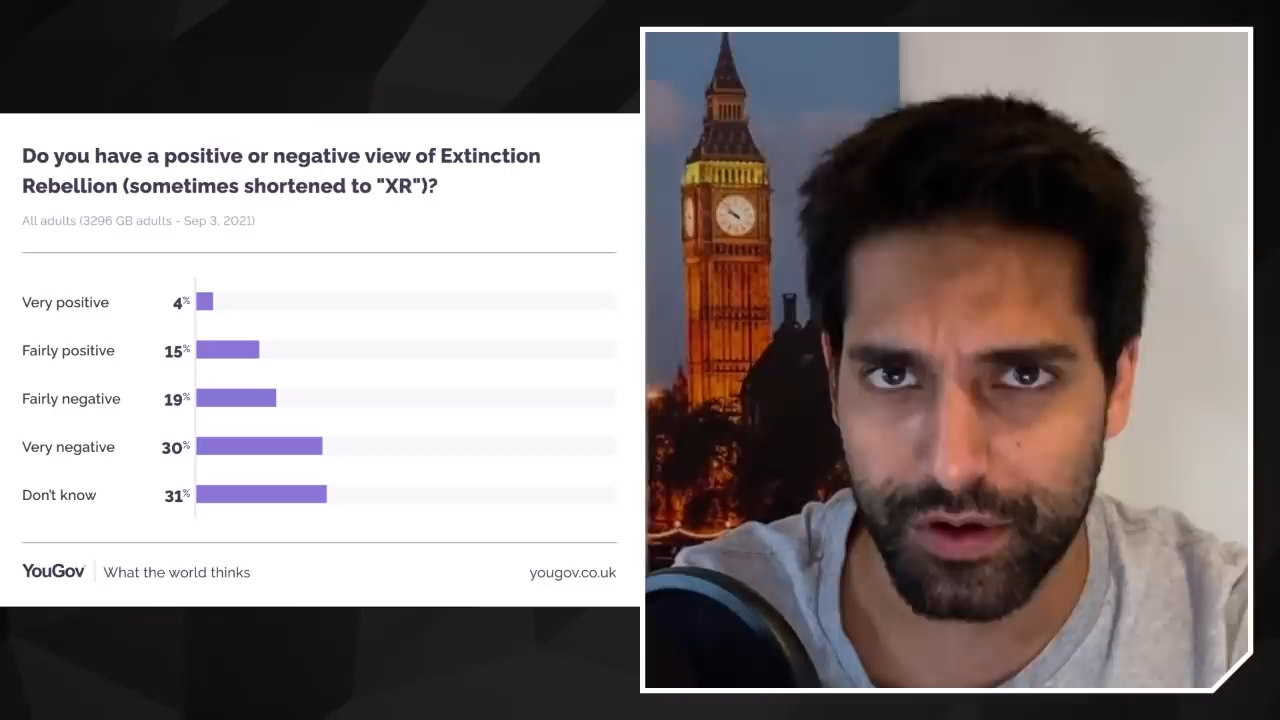 Do you have a positive or negative view of Extinction
Rebellion (sometimes shortened to "XR")?
All adults (3296 GB adults - Sep 3, 2021)
Very positive 4%
Fairly positive 15%
Fairly negative 19%
Very negative 30%
Don't know 31%
YouGov What the world thinks yougov.co.uk